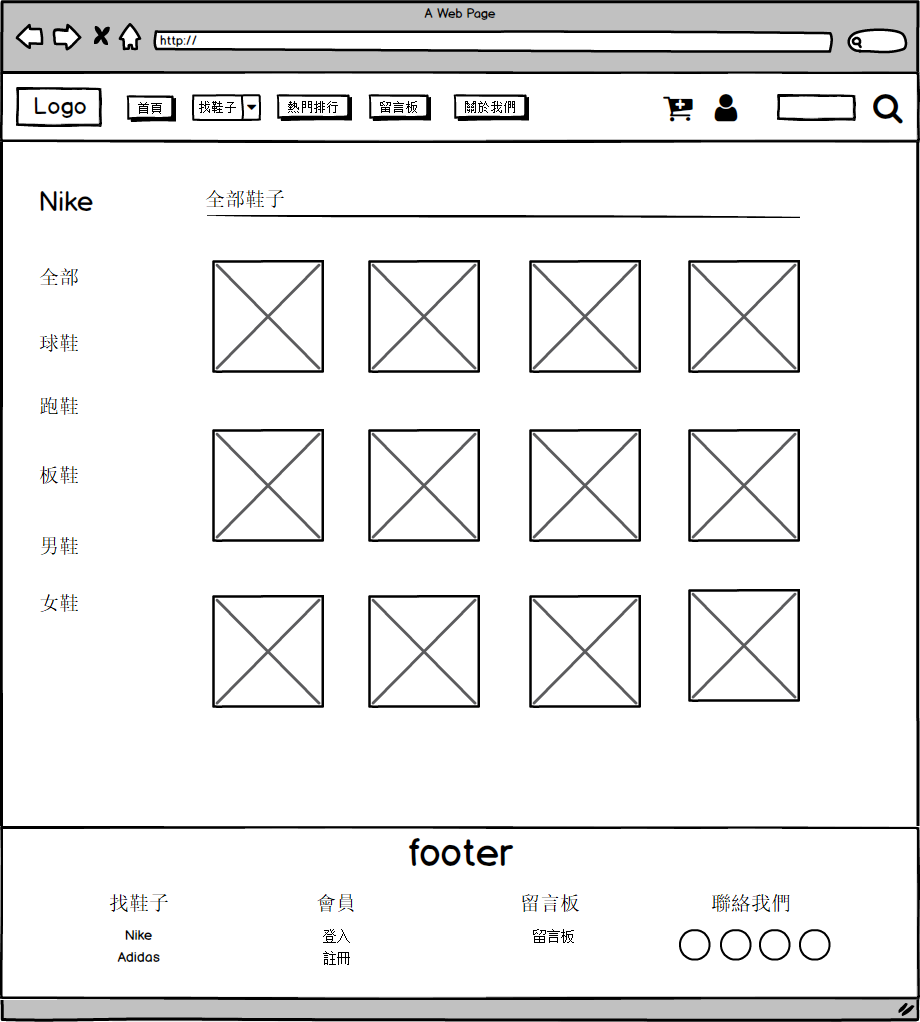 A Web Page
http://
Logo
首頁
找鞋子
熱門排行
留言板
關於我們
Nike
全部鞋子
全部
球鞋
跑鞋
板鞋
男鞋
女鞋
footer
找鞋子
會員
留言板
聯絡我們
Nike
登入
留言板
Adidas
註冊